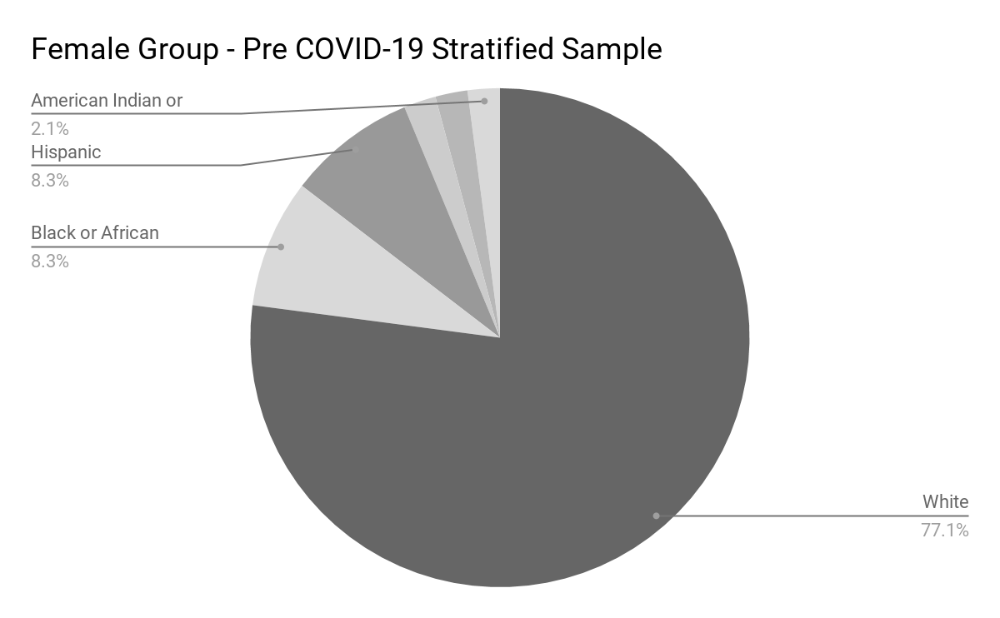 Female Group - Pre COVID-19 Stratified Sample
American Indian or
2.1%
Hispanic
8.3%
Black or African
8.3%
White
77.1%